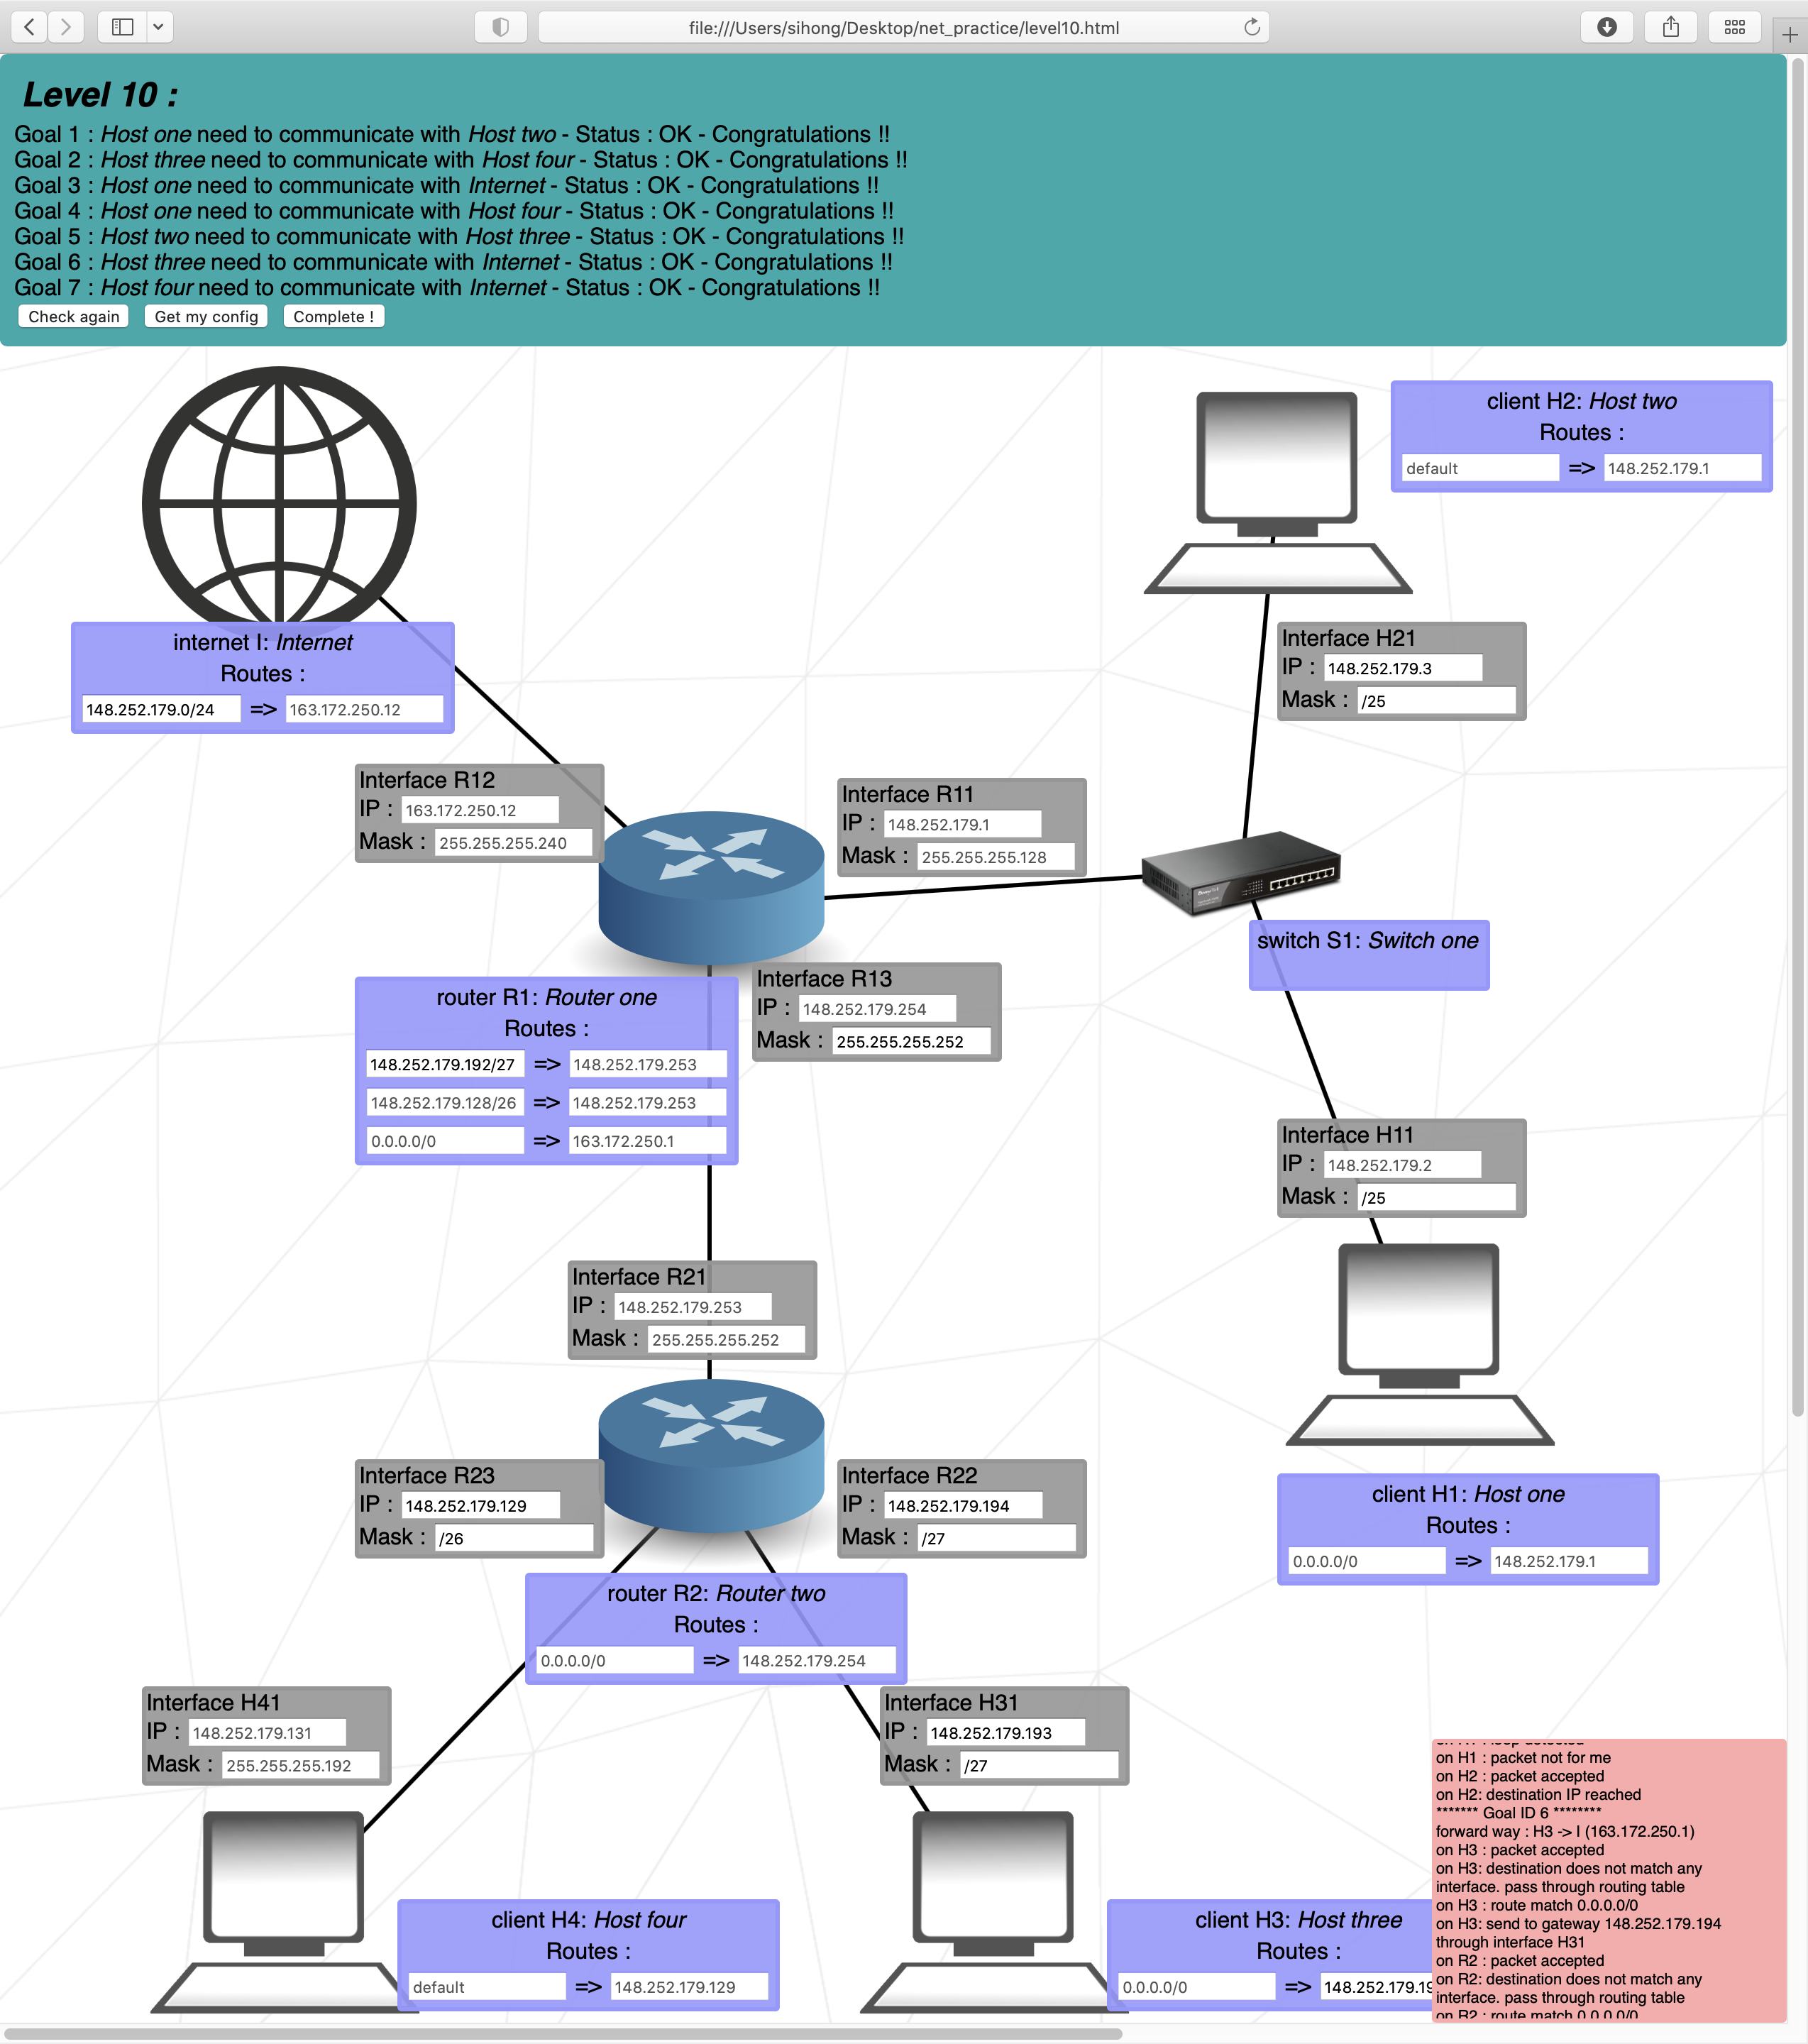 file:///Users/sihong/Desktop/net_practice/level10.html
Level 10 :
Goal 1 : Host one need to communicate with Host two - Status : OK - Congratulations !!
Goal 2 : Host three need to communicate with Host four - Status : OK - Congratulations !!
Goal 3 : Host one need to communicate with Internet - Status : OK - Congratulations !!
Goal 4 : Host one need to communicate with Host four - Status : OK - Congratulations !!
Goal 5 : Host two need to communicate with Host three - Status : OK - Congratulations !!
Goal 6 : Host three need to communicate with Internet - Status : OK - Congratulations !!
Goal 7 : Host four need to communicate with Internet - Status : OK - Congratulations !!
Check again Get my config Complete !
client H2: Host two
Routes :
default => 148.252.179.1
internet I: Internet
Routes :
148.252.179.0/24 => 163.172.250.12
Interface H21
IP : 148.252.179.3
Mask : /25
Interface R12
IP : 163.172.250.12
Mask : 255.255.255.240
Interface R11
IP : 148.252.179.1
Mask : 255.255.255.128
switch S1: Switch one
Interface R13
IP : 148.252.179.254
Mask : 255.255.255.252
router R1: Router one
Routes :
148.252.179.192/27 => 148.252.179.253
148.252.179.128/26 => 148.252.179.253
0.0.0.0/0 => 163.172.250.1
Interface H11
IP : 148.252.179.2
Mask : /25
Interface R21
IP : 148.252.179.253
Mask : 255.255.255.252
Interface R23
IP : 148.252.179.129
Mask : /26
Interface R22
IP : 148.252.179.194
Mask : /27
client H1: Host one
Routes :
0.0.0.0/0 => 148.252.179.1
router R2: Router two
Routes :
0.0.0.0/0 => 148.252.179.254
Interface H41
IP : 148.252.179.131
Mask : 255.255.255.192
Interface H31
IP : 148.252.179.193
Mask : /27
client H4: Host four
Routes :
default => 148.252.179.129
client H3: Host three
Routes :
0.0.0.0/0 => 148.252.179.19
on H1 : packet not for me
on H2 : packet accepted
on H2: destination IP reached
******* Goal ID 6 ********
forward way : H3 -> I (163.172.250.1)
on H3 : packet accepted
on H3: destination does not match any
interface. pass through routing table
on H3 : route match 0.0.0.0/0
on H3: send to gateway 148.252.179.194
through interface H31
on R2 : packet accepted
on R2: destination does not match any
interface. pass through routing table
on R2 : route match 0.0.0.0/0